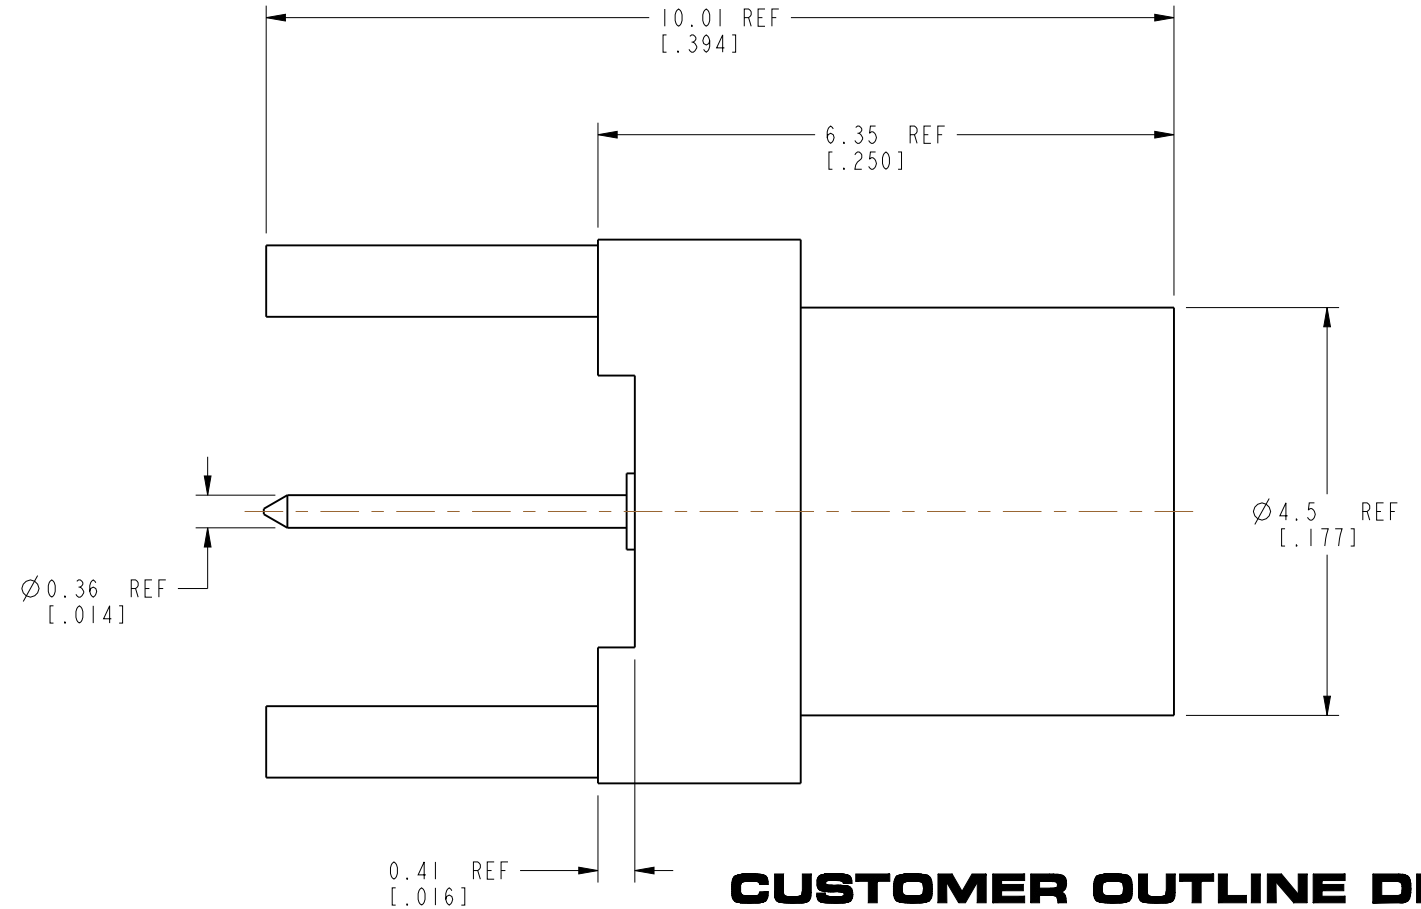 10.01 REF
[.394]
6.35 REF
[.250]
Ø4.5 REF
[.177]
Ø0.36 REF
[.014]
0.41 REF
[.016]
CUSTOMER OUTLINE